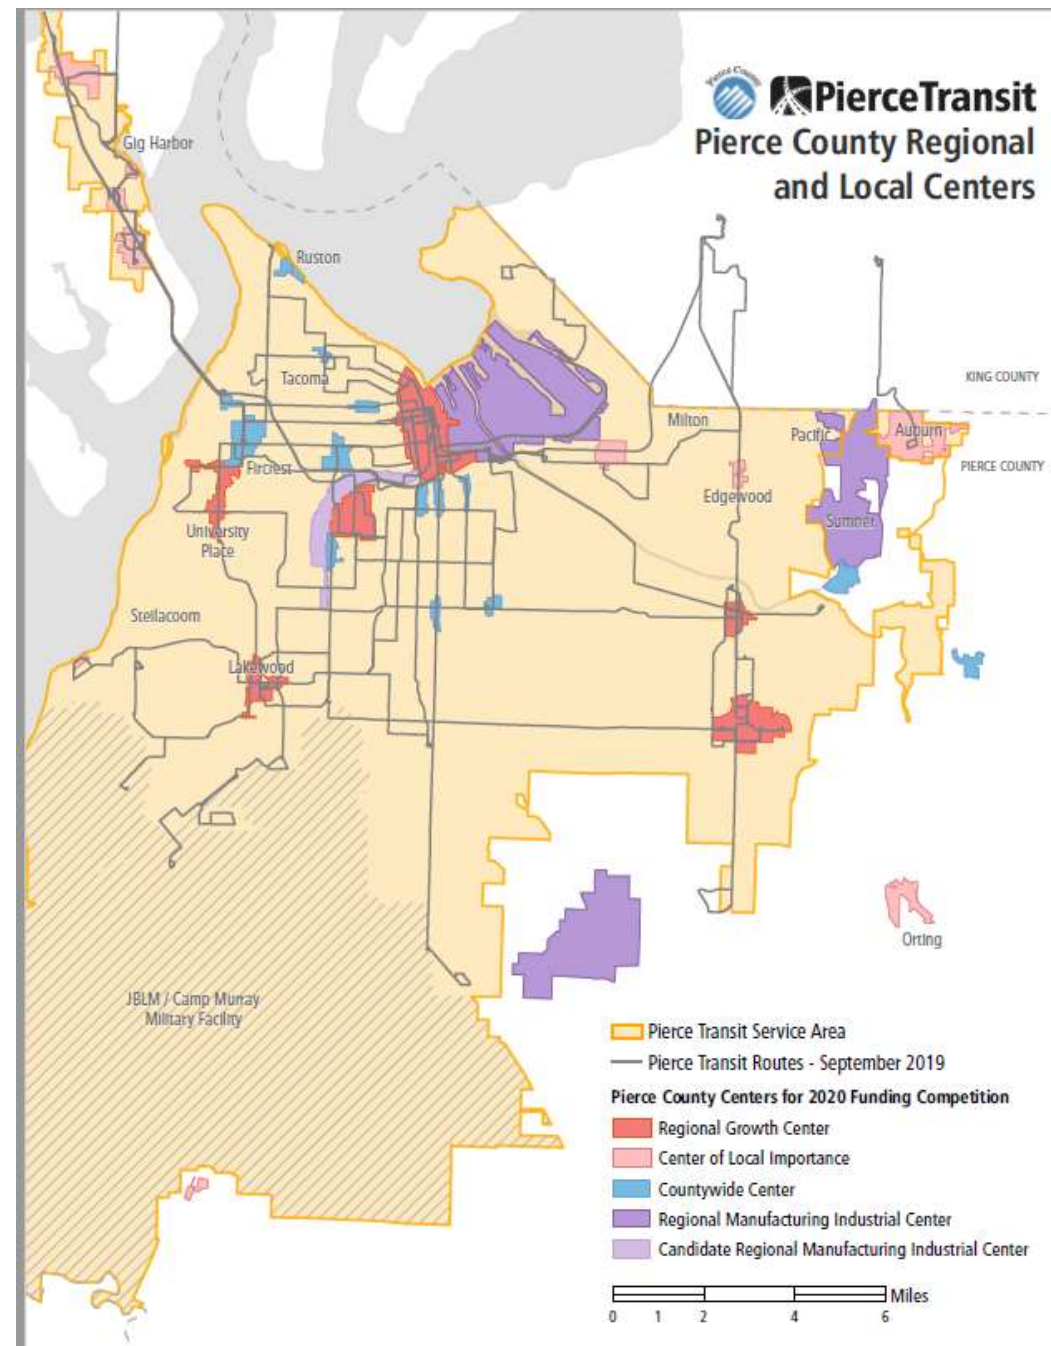 Pierce County
PierceTransit
Pierce County Regional
and Local Centers
Gig Harbor
Ruston
Tacoma
KING COUNTY
Milton
Pacific
Auburn
Fircrest
PIERCE COUNTY
Edgewood
Sumner
University
Place
Steilacoom
Lakewood
Orting
JBLM / Camp Murray
Military Facility
Pierce Transit Service Area
Pierce Transit Routes - September 2019
Pierce County Centers for 2020 Funding Competition
Regional Growth Center
Center of Local Importance
Countywide Center
Regional Manufacturing Industrial Center
Candidate Regional Manufacturing Industrial Center
Miles
0 1 2 4 6